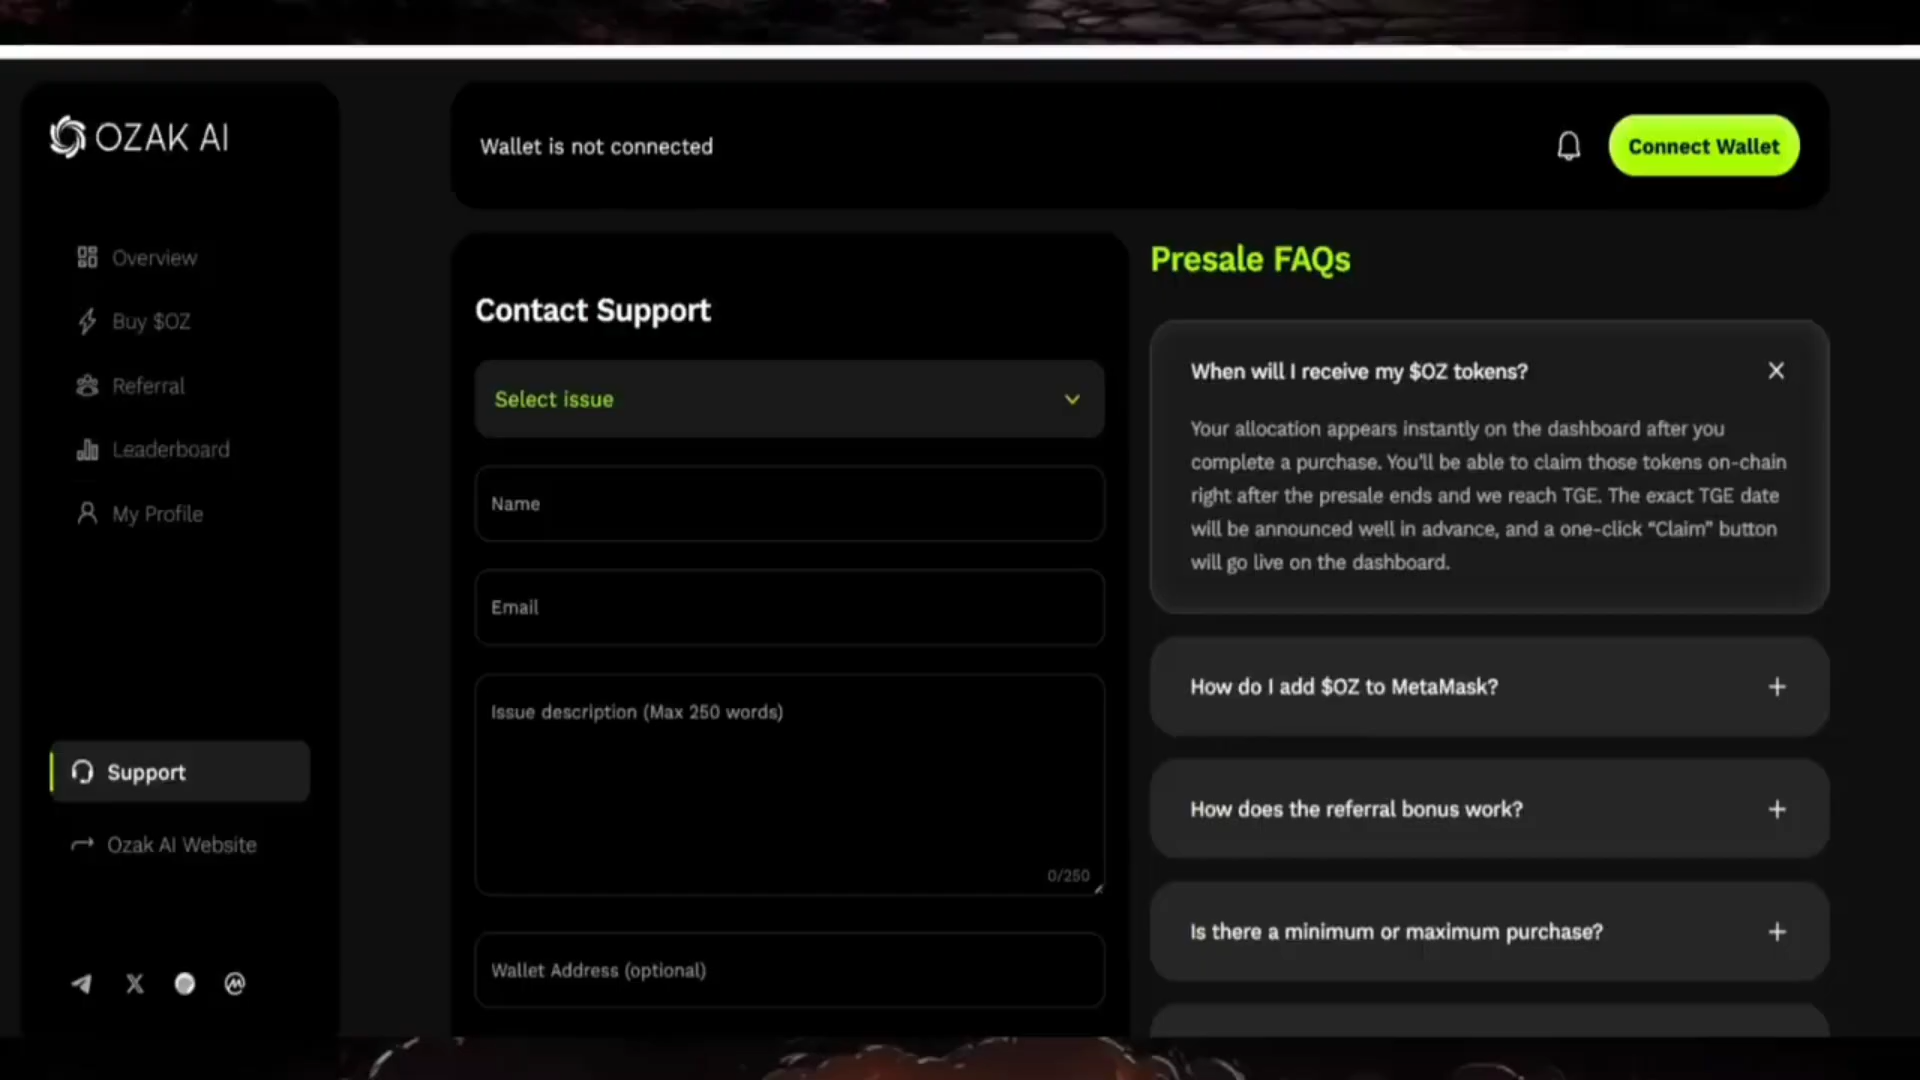 OZAK AI
Overview
Buy $OZ
Referral
Leaderboard
My Profile
Support
Ozak AI Website
Wallet is not connected
Connect Wallet
Contact Support
Select issue
Name
Email
Issue description (Max 250 words)
0/250
Wallet Address (optional)
Presale FAQs
When will I receive my $OZ tokens?
Your allocation appears instantly on the dashboard after you
complete a purchase. You'll be able to claim those tokens on-chain
right after the presale ends and we reach TGE. The exact TGE date
will be announced well in advance, and a one-click “Claim” button
will go live on the dashboard.
How do I add $OZ to MetaMask?
How does the referral bonus work?
Is there a minimum or maximum purchase?